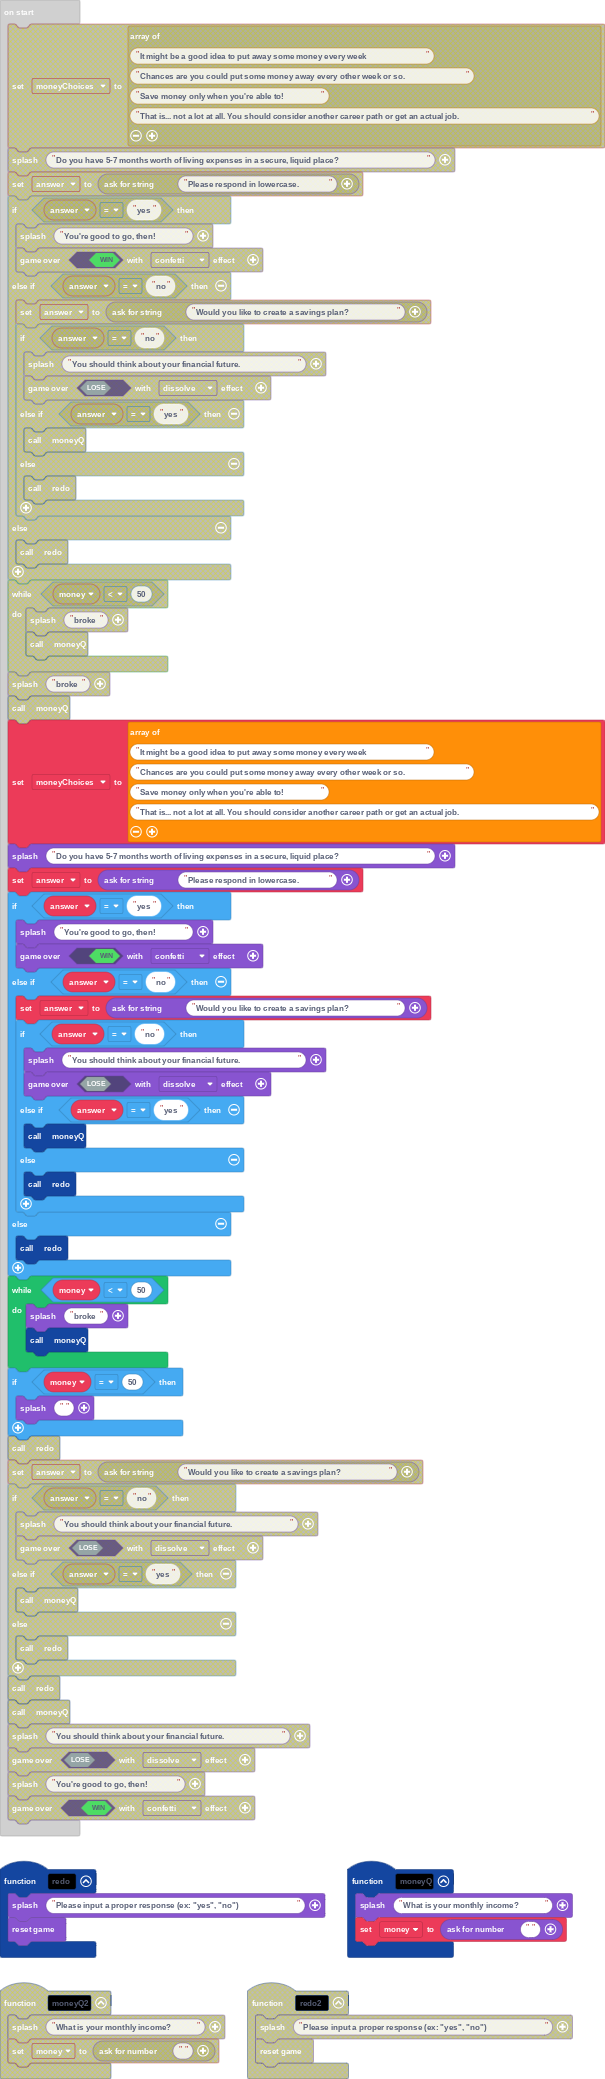 on start
array of
"It might be a good idea to put away some money every week"
"Chances are you could put some money away every other week or so."
set moneyChoices to
"Save money only when you're able to!"
"That is... not a lot at all. You should consider another career path or get an actual job."
splash "Do you have 5-7 months worth of living expenses in a secure, liquid place?"
set answer to ask for string "Please respond in lowercase."
if answer = "yes" then
splash "You're good to go, then!"
game over WIN with confetti effect
else if answer = "no" then
set answer to ask for string "Would you like to create a savings plan?"
if answer = "no" then
splash "You should think about your financial future."
game over LOSE with dissolve effect
else if answer = "yes" then
call moneyQ
else
call redo
else
call redo
while money < 50
do splash "broke"
call moneyQ
splash "broke"
call moneyQ
array of
"It might be a good idea to put away some money every week"
"Chances are you could put some money away every other week or so."
set moneyChoices to
"Save money only when you're able to!"
"That is... not a lot at all. You should consider another career path or get an actual job."
splash "Do you have 5-7 months worth of living expenses in a secure, liquid place?"
set answer to ask for string "Please respond in lowercase."
if answer = "yes" then
splash "You're good to go, then!"
game over WIN with confetti effect
else if answer = "no" then
set answer to ask for string "Would you like to create a savings plan?"
if answer = "no" then
splash "You should think about your financial future."
game over LOSE with dissolve effect
else if answer = "yes" then
call moneyQ
else
call redo
else
call redo
while money < 50
do splash "broke"
call moneyQ
if money = 50 then
splash " "
call redo
set answer to ask for string "Would you like to create a savings plan?"
if answer = "no" then
splash "You should think about your financial future."
game over LOSE with dissolve effect
else if answer = "yes" then
call moneyQ
else
call redo
call redo
call moneyQ
splash "You should think about your financial future."
game over LOSE with dissolve effect
splash "You're good to go, then!"
game over WIN with confetti effect
function redo
splash "Please input a proper response (ex: "yes", "no")"
reset game
function moneyQ
splash "What is your monthly income?"
set money to ask for number " "
function moneyQ2
splash "What is your monthly income?"
set money to ask for number " "
function redo2
splash "Please input a proper response (ex: "yes", "no")"
reset game